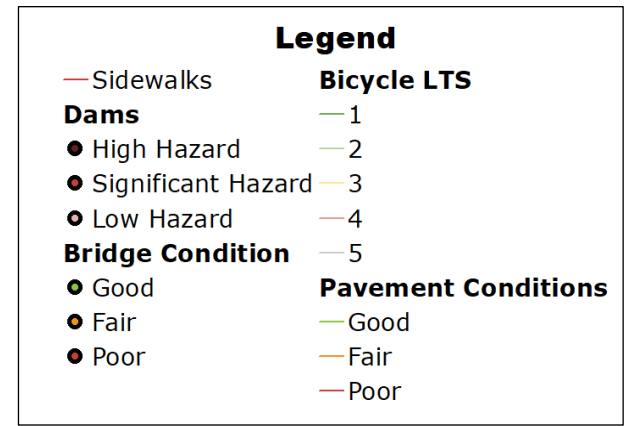 Legend
Sidewalks
Dams
High Hazard
Significant Hazard
Low Hazard
Bridge Condition
Good
Fair
Poor
Bicycle LTS
1
2
3
4
5
Pavement Conditions
Good
Fair
Poor